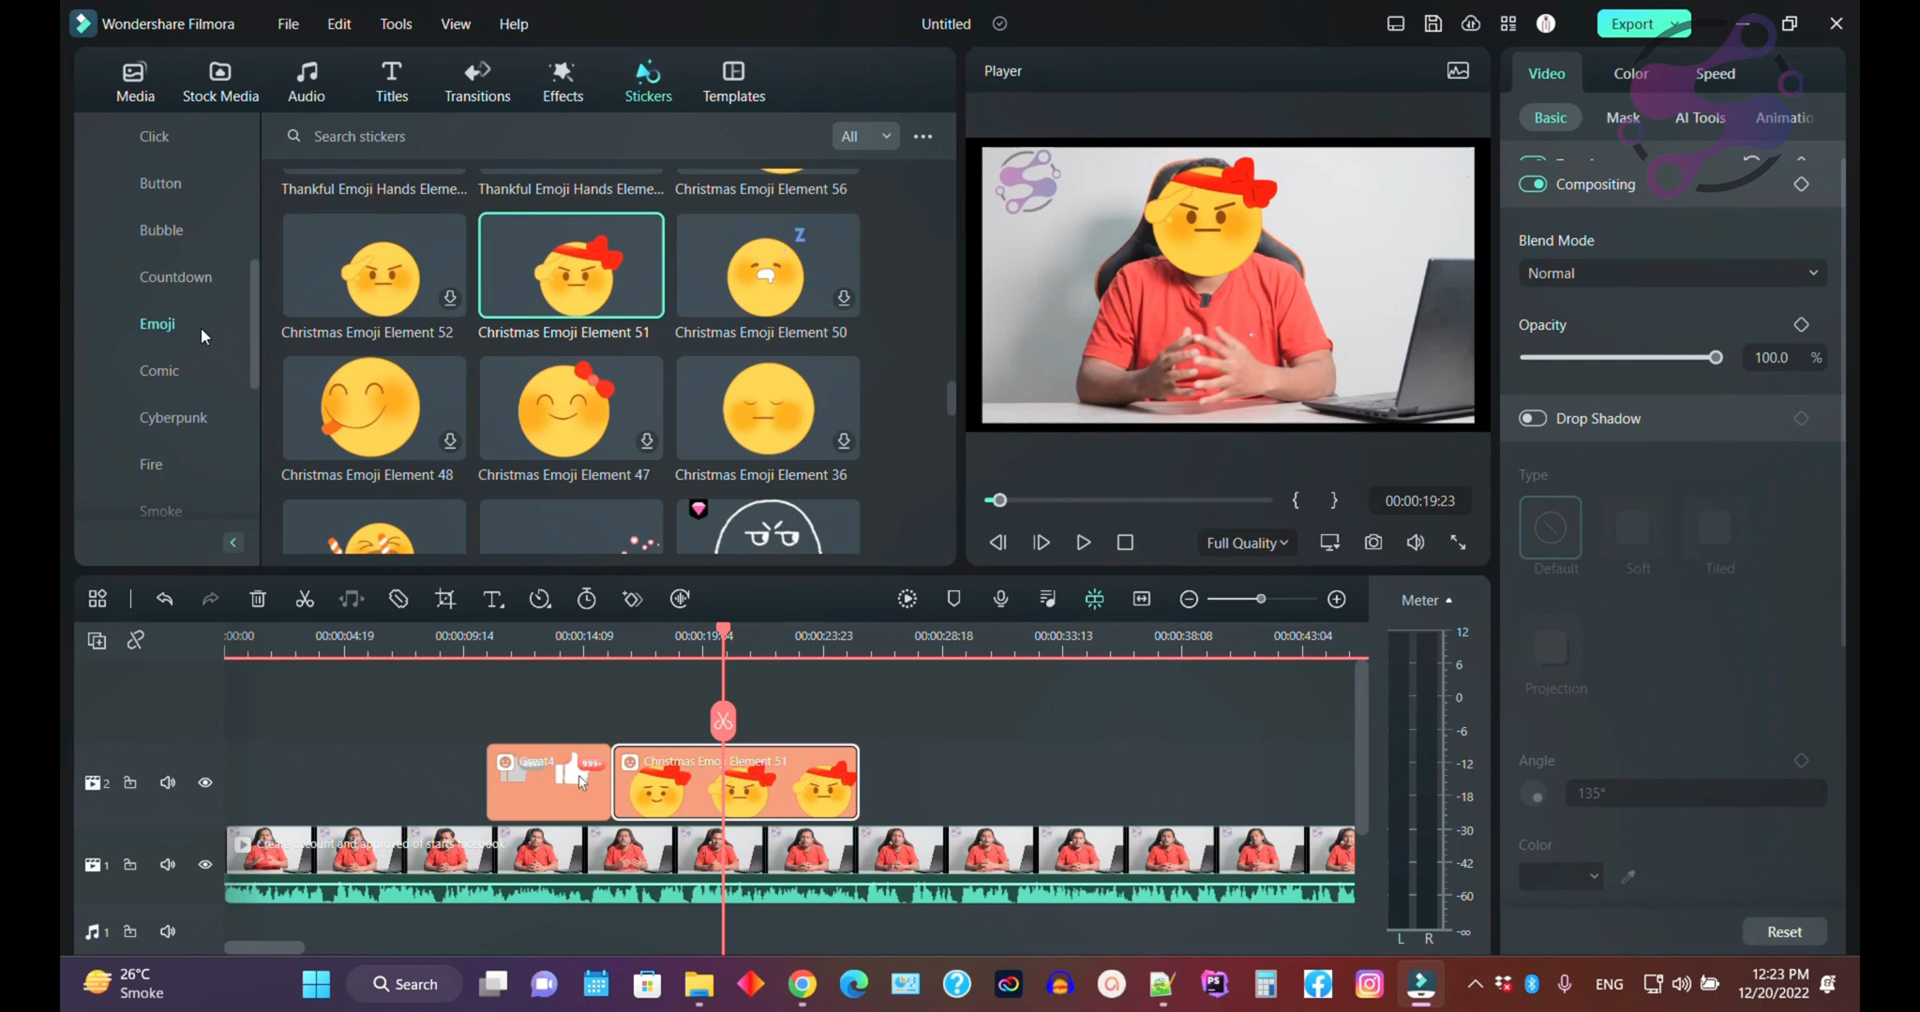 Wondershare Filmora
File
Edit
Tools
View
Help
Untitled
Export
Media
Stock Media
Audio
Titles
Transitions
Effects
Stickers
Templates
Player
Video
Color
Speed
Basic
Mask
AI Tools
Animatio
Click
Button
Bubble
Countdown
Emoji
Comic
Cyberpunk
Fire
Smoke
Search stickers
All
Thankful Emoji Hands Eleme...
Thankful Emoji Hands Eleme...
Christmas Emoji Element 56
Z
Christmas Emoji Element 52
Christmas Emoji Element 51
Christmas Emoji Element 50
Christmas Emoji Element 48
Christmas Emoji Element 47
Christmas Emoji Element 36
{ }
00:00:19:23
Full Quality
Compositing
Blend Mode
Normal
Opacity
100.0 %
Drop Shadow
Type
Default
Soft
Tiled
Projection
Angle
135°
Color
Reset
:00:00
00:00:04:19
00:00:09:14
00:00:14:09
00:00:23:23
00:00:28:18
00:00:33:13
00:00:38:08
00:00:43:04
Meter
12
6
0
-6
-12
-18
-30
-42
-60
-∞
L R
2
Great4
999+
Christmas Emoji Element 51
1
Create account and approved of starts facebook
1
26°C
Smoke
Search
PS
ENG
12:23 PM
12/20/2022